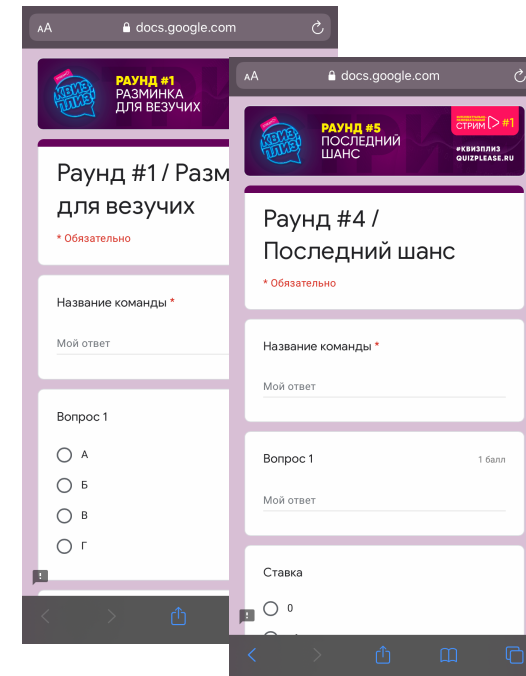 AA
docs.google.com
КВИЗ
ПЛИЗ
РАУНД #1
РАЗМИНКА
ДЛЯ ВЕЗУЧИХ
Раунд #1 / Разм
для везучих
* Обязательно
Название команды *
Мой ответ
Вопрос 1
А
Б
В
Г
AA
docs.google.com
КВИЗ
ПЛИЗ
РАУНД #5
ПОСЛЕДНИЙ
ШАНС
СТРИМ #1
#КВИЗПЛИЗ
QUIZPLEASE.RU
Раунд #4 /
Последний шанс
* Обязательно
Название команды *
Мой ответ
Вопрос 1
1 балл
Мой ответ
Ставка
0